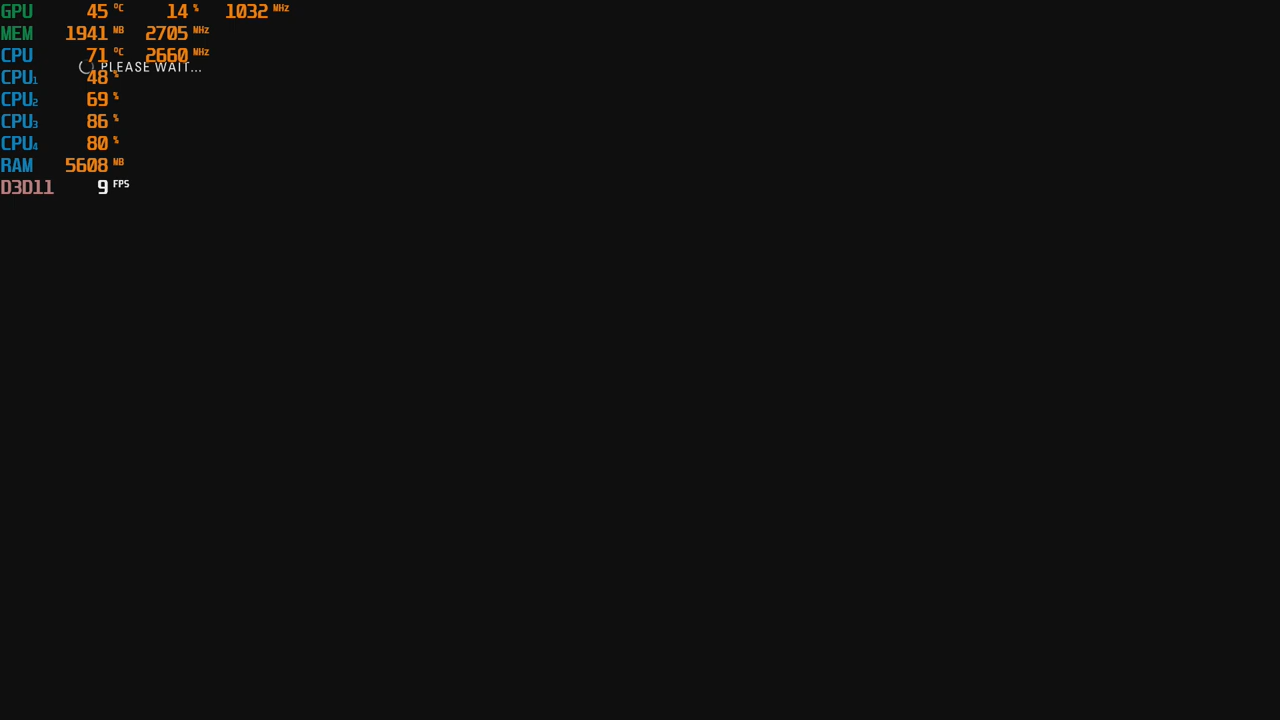 GPU 45 °C 14 % 1032 MHz
MEM 1941 MB 2705 MHz
CPU 71 °C 2660 MHz
PLEASE WAIT...
CPU1 48 %
CPU2 69 %
CPU3 86 %
CPU4 80 %
RAM 5608 MB
D3D11 9 FPS